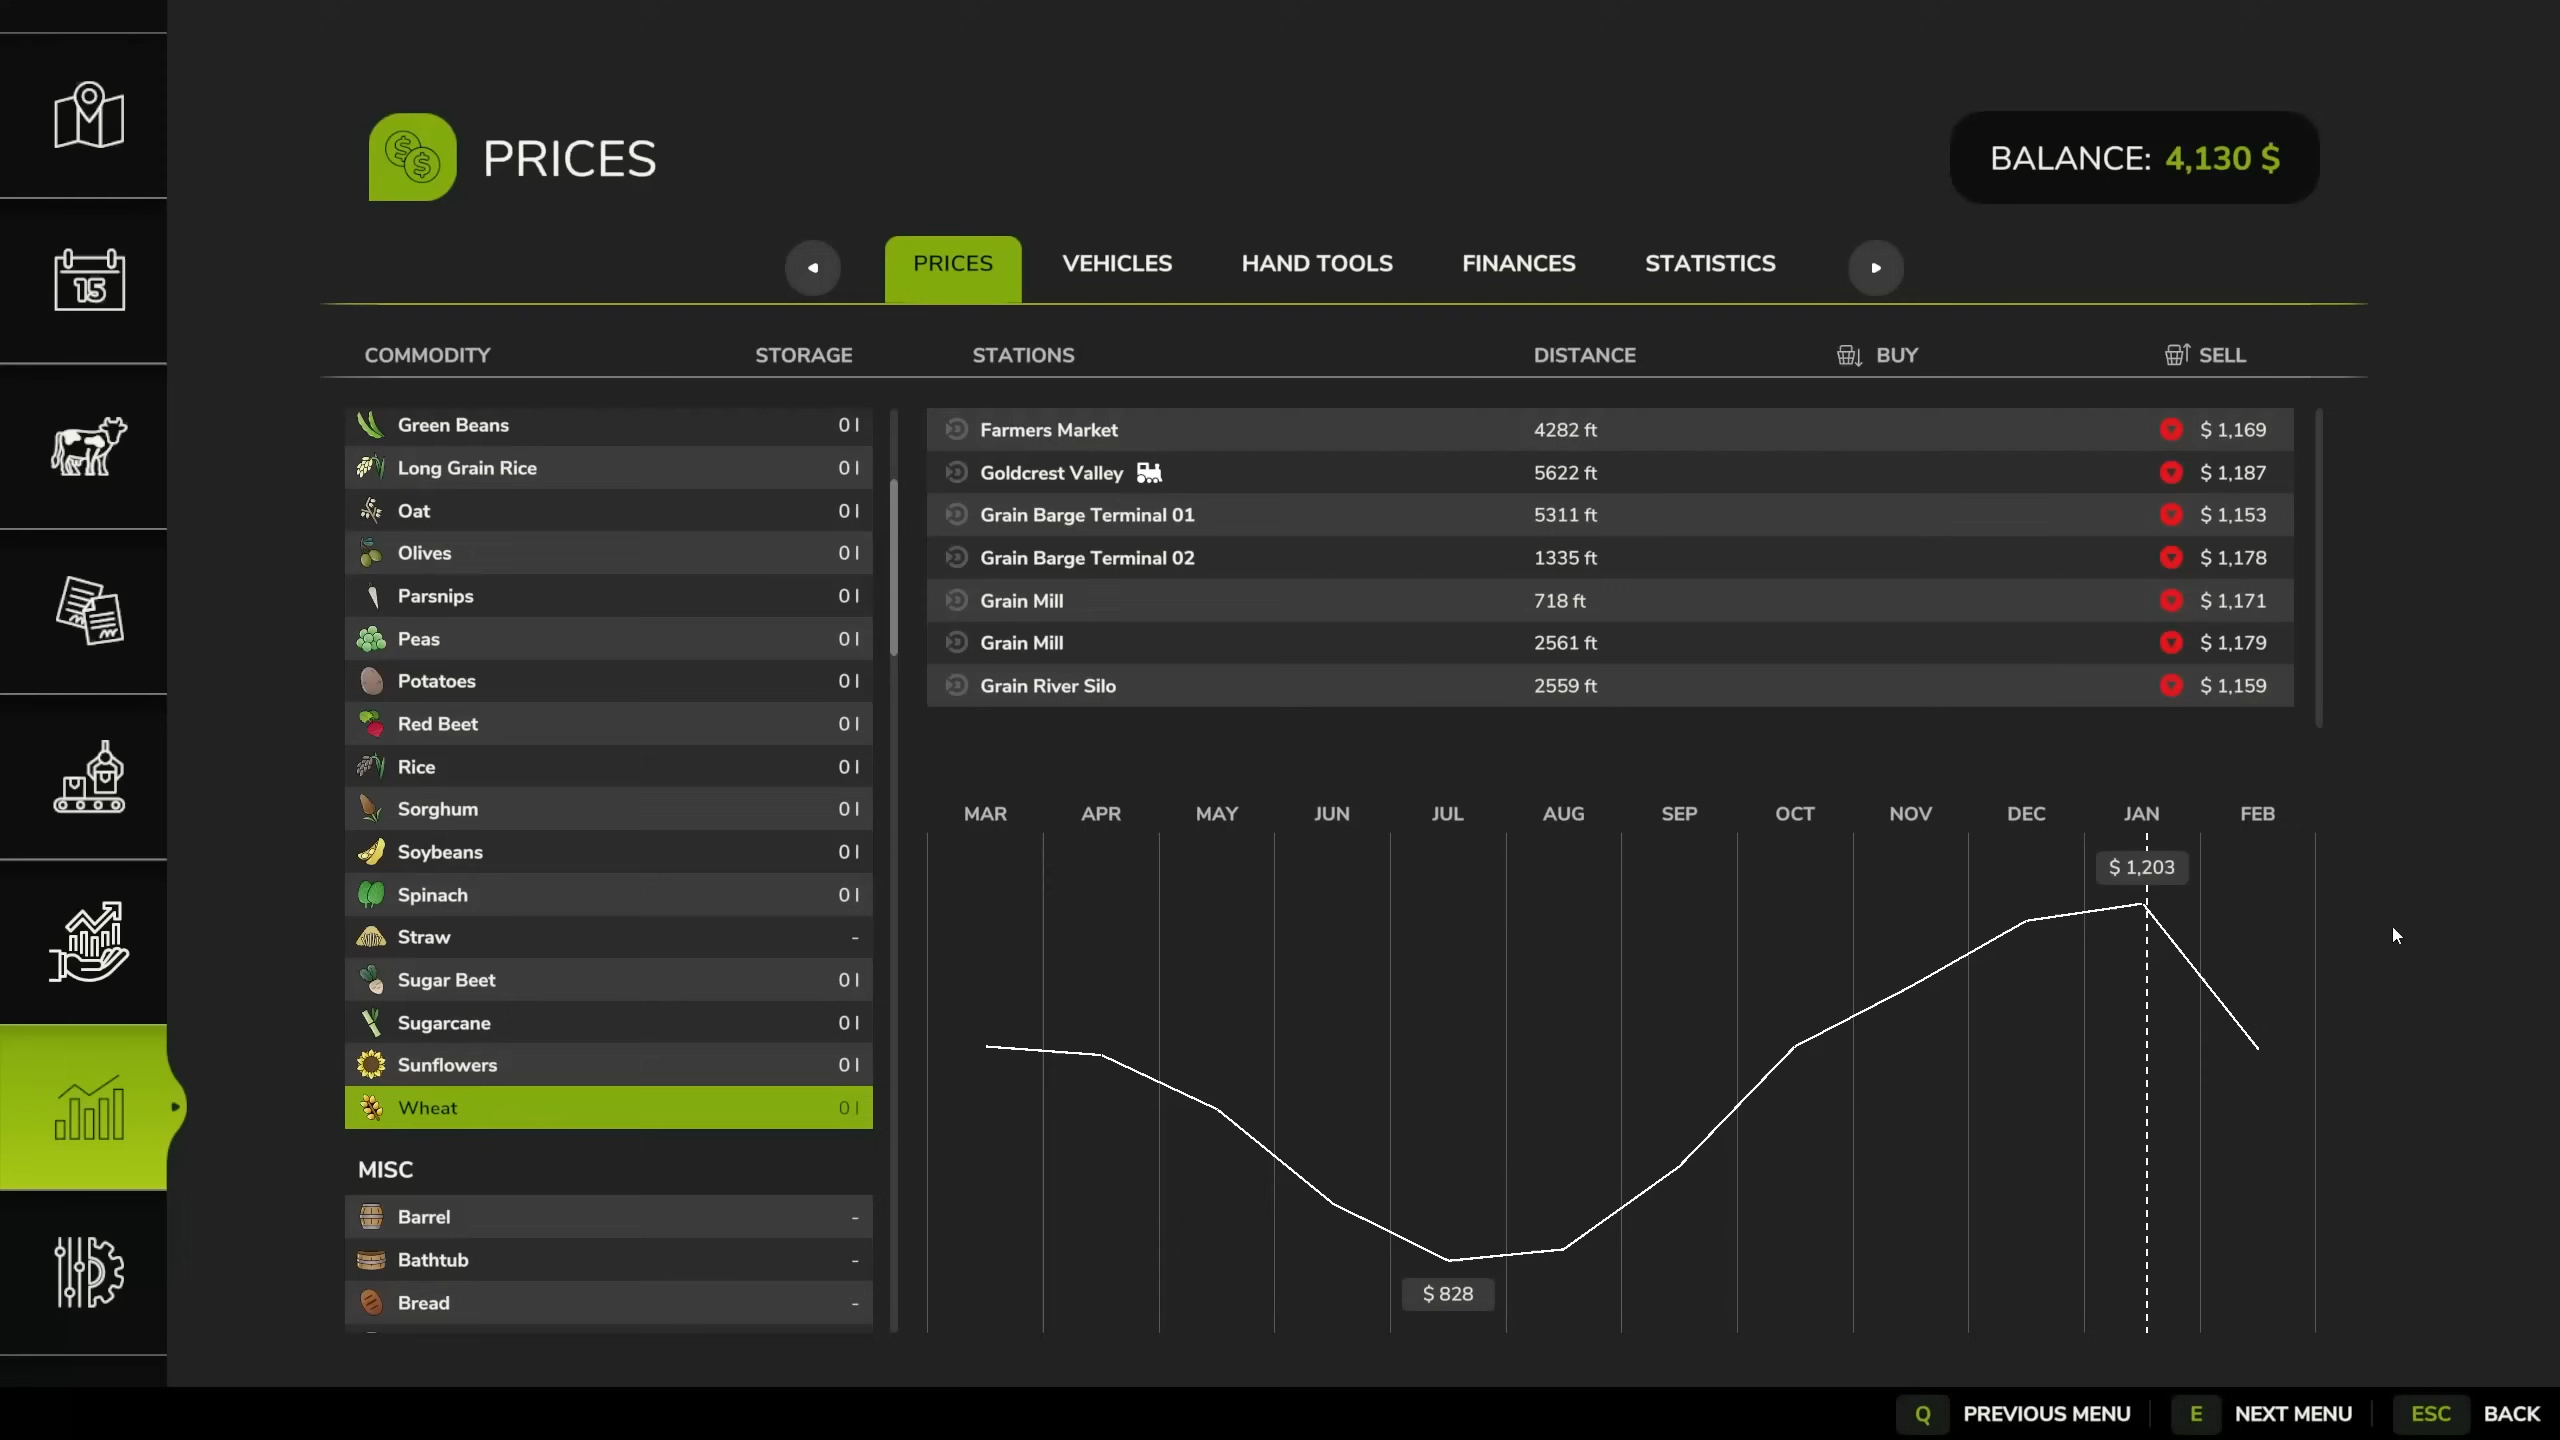 15
PRICES
BALANCE: 4,130 $
PRICES VEHICLES HAND TOOLS FINANCES STATISTICS
COMMODITY STORAGE STATIONS DISTANCE BUY SELL
Green Beans 0 l
Long Grain Rice 0 l
Oat 0 l
Olives 0 l
Parsnips 0 l
Peas 0 l
Potatoes 0 l
Red Beet 0 l
Rice 0 l
Sorghum 0 l
Soybeans 0 l
Spinach 0 l
Straw -
Sugar Beet 0 l
Sugarcane 0 l
Sunflowers 0 l
Wheat 0 l
MISC
Barrel -
Bathtub -
Bread -
Farmers Market 4282 ft $ 1,169
Goldcrest Valley 5622 ft $ 1,187
Grain Barge Terminal 01 5311 ft $ 1,153
Grain Barge Terminal 02 1335 ft $ 1,178
Grain Mill 718 ft $ 1,171
Grain Mill 2561 ft $ 1,179
Grain River Silo 2559 ft $ 1,159
MAR APR MAY JUN JUL AUG SEP OCT NOV DEC JAN FEB
$ 1,203
$ 828
Q PREVIOUS MENU E NEXT MENU ESC BACK